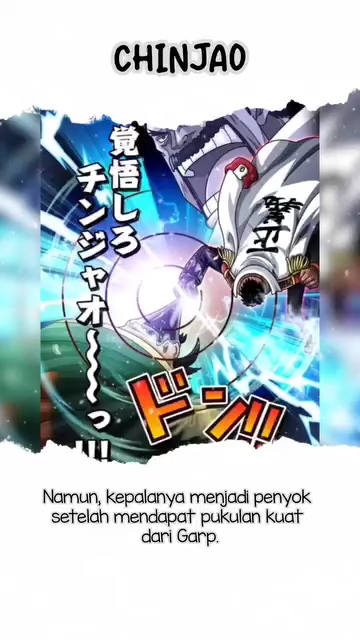 CHINJAO
覚悟しろ
チンジャオ〜〜〜っ!!!
ドン!!!
Namun, kepalanya menjadi penyok
setelah mendapat pukulan kuat
dari Garp.